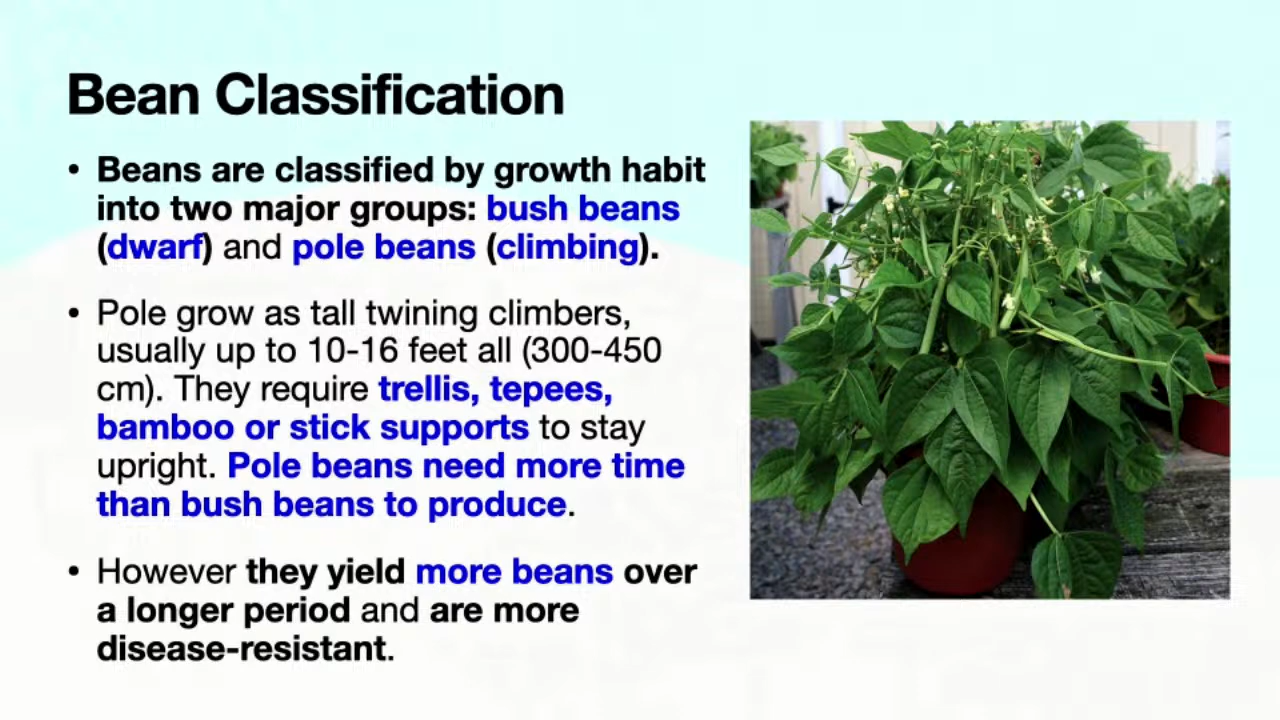 Bean Classification
• Beans are classified by growth habit
into two major groups: bush beans
(dwarf) and pole beans (climbing).
• Pole grow as tall twining climbers,
usually up to 10-16 feet all (300-450
cm). They require trellis, tepees,
bamboo or stick supports to stay
upright. Pole beans need more time
than bush beans to produce.
• However they yield more beans over
a longer period and are more
disease-resistant.